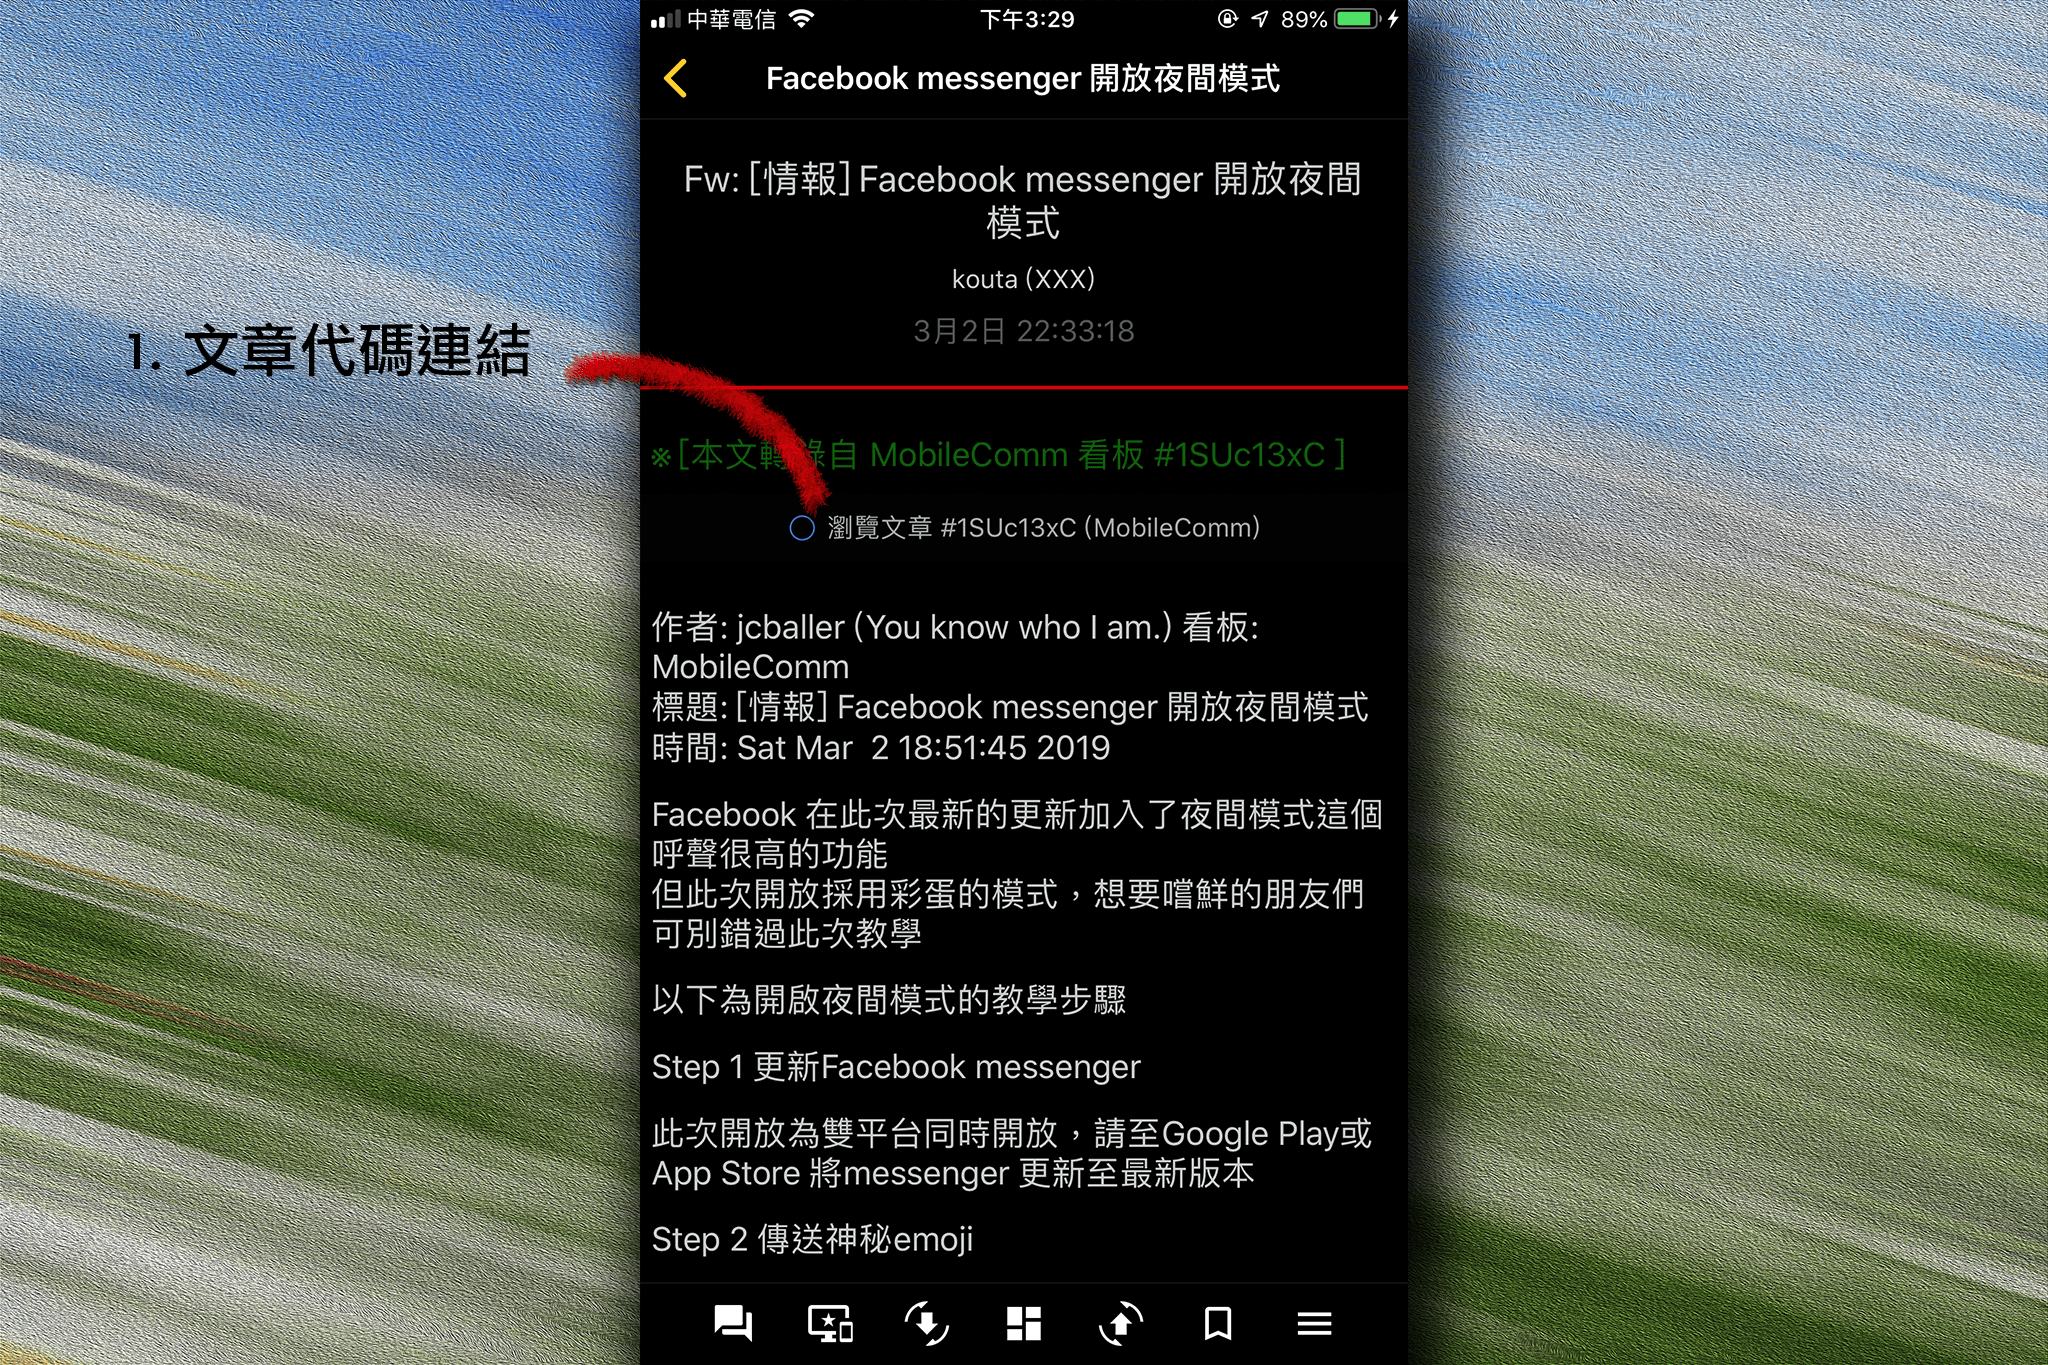 中華電信
下午3:29
89%
Facebook messenger 開放夜間模式
Fw: [情報] Facebook messenger 開放夜間
模式
kouta (XXX)
3月2日 22:33:18
1. 文章代碼連結
※ [本文轉錄自 MobileComm 看板 #1SUc13xC ]
瀏覽文章 #1SUc13xC (MobileComm)
作者: jcballer (You know who I am.) 看板:
MobileComm
標題: [情報] Facebook messenger 開放夜間模式
時間: Sat Mar  2 18:51:45 2019
Facebook 在此次最新的更新加入了夜間模式這個
呼聲很高的功能
但此次開放採用彩蛋的模式，想要嚐鮮的朋友們
可別錯過此次教學
以下為開啟夜間模式的教學步驟
Step 1 更新Facebook messenger
此次開放為雙平台同時開放，請至Google Play或
App Store 將messenger 更新至最新版本
Step 2 傳送神秘emoji